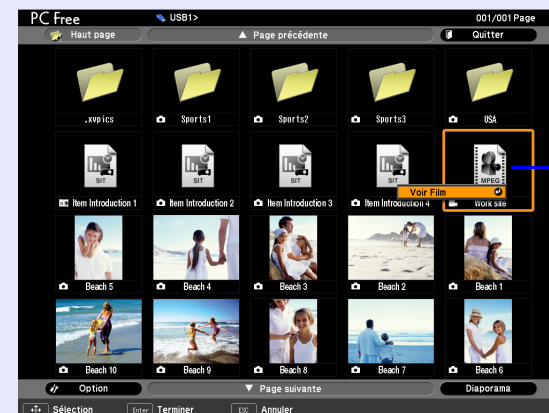 PC Free USB1> 001/001 Page
Haut page ▲ Page précédente Quitter
.xvpics Sports1 Sports2 Sports3 USA
SIT SIT SIT SIT MPEG
Voir Film
Item Introduction 1 Item Introduction 2 Item Introduction 3 Item Introduction 4 Work site
Beach 5 Beach 4 Beach 3 Beach 2 Beach 1
Beach 10 Beach 9 Beach 8 Beach 7 Beach 6
Option ▼ Page suivante Diaporama
Sélection Enter Terminer ESC Annuler